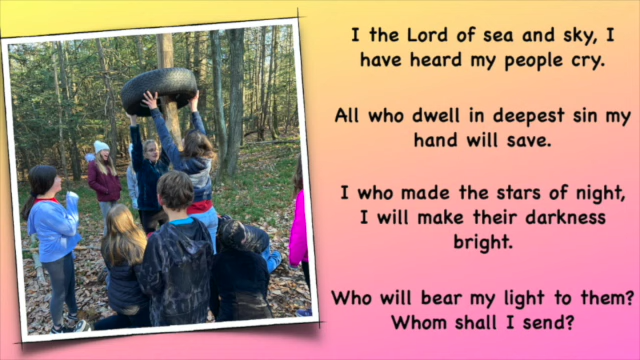 I the Lord of sea and sky, I
have heard my people cry.
All who dwell in deepest sin my
hand will save.
I who made the stars of night,
I will make their darkness
bright.
Who will bear my light to them?
Whom shall I send?